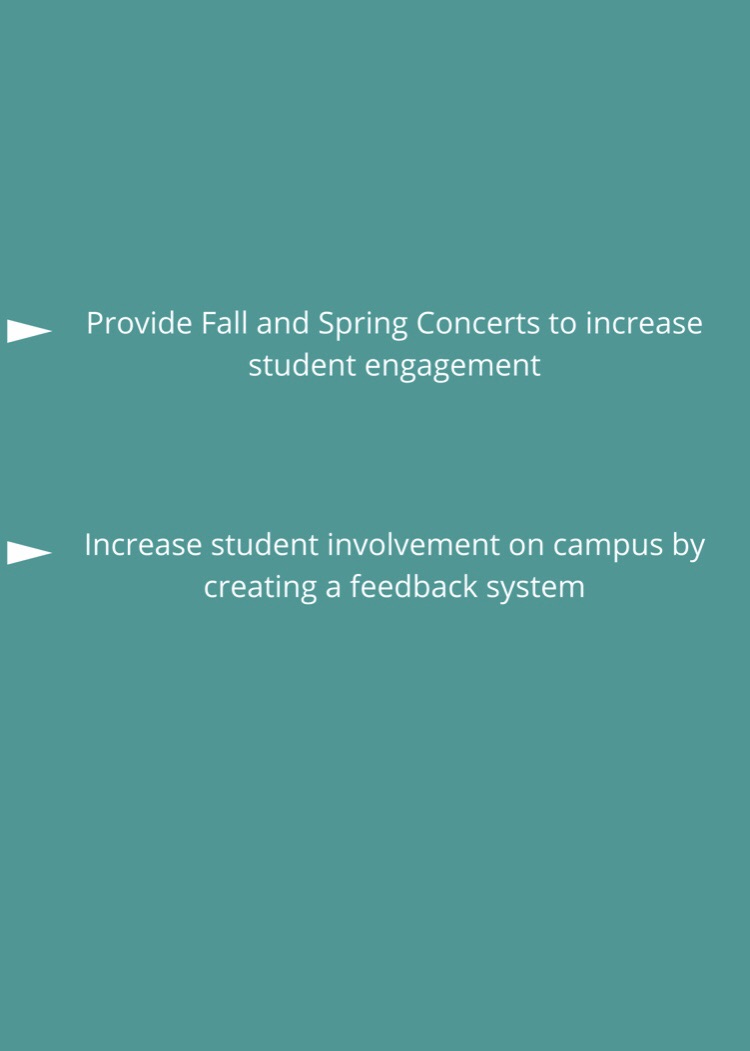 Provide Fall and Spring Concerts to increase
student engagement
Increase student involvement on campus by
creating a feedback system